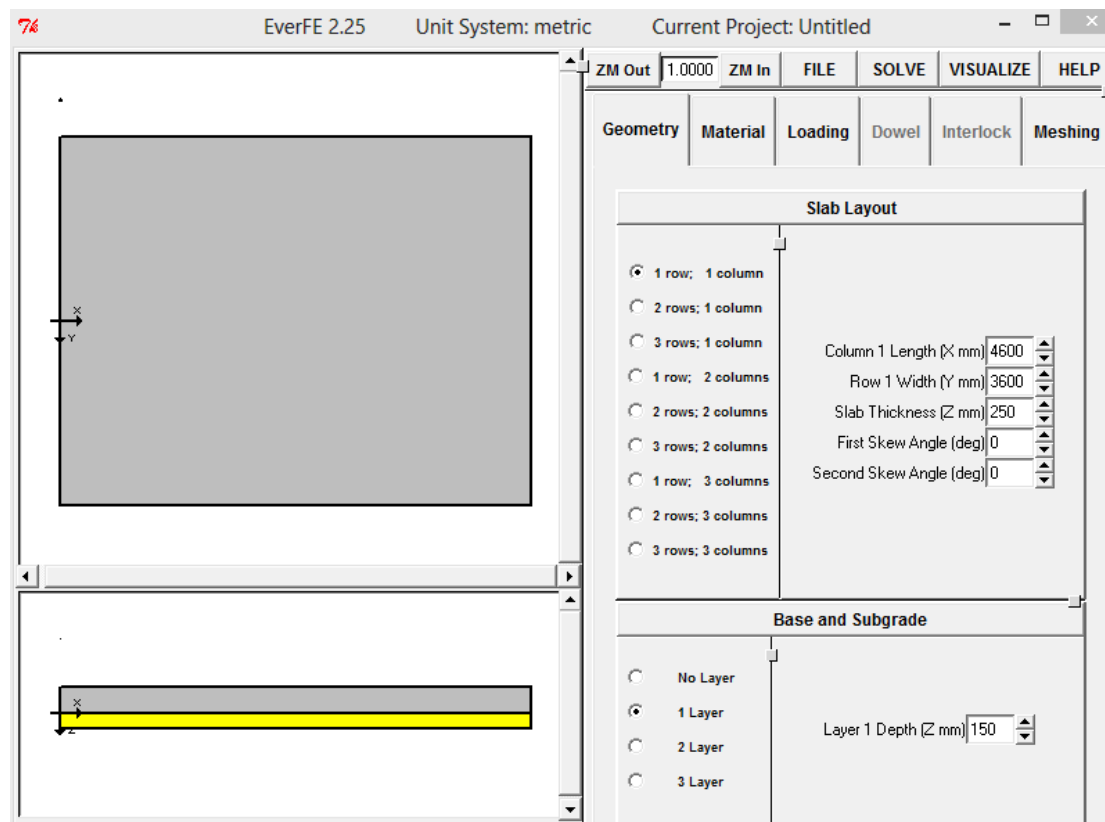 EverFE 2.25 Unit System: metric Current Project: Untitled
ZM Out 1.0000 ZM In FILE SOLVE VISUALIZE HELP
Geometry Material Loading Dowel Interlock Meshing
X
Y
Slab Layout
1 row; 1 column
2 rows; 1 column
3 rows; 1 column
1 row; 2 columns
2 rows; 2 columns
3 rows; 2 columns
1 row; 3 columns
2 rows; 3 columns
3 rows; 3 columns
Column 1 Length (X mm) 4600
Row 1 Width (Y mm) 3600
Slab Thickness (Z mm) 250
First Skew Angle (deg) 0
Second Skew Angle (deg) 0
X
Z
Base and Subgrade
No Layer
1 Layer
2 Layer
3 Layer
Layer 1 Depth (Z mm) 150